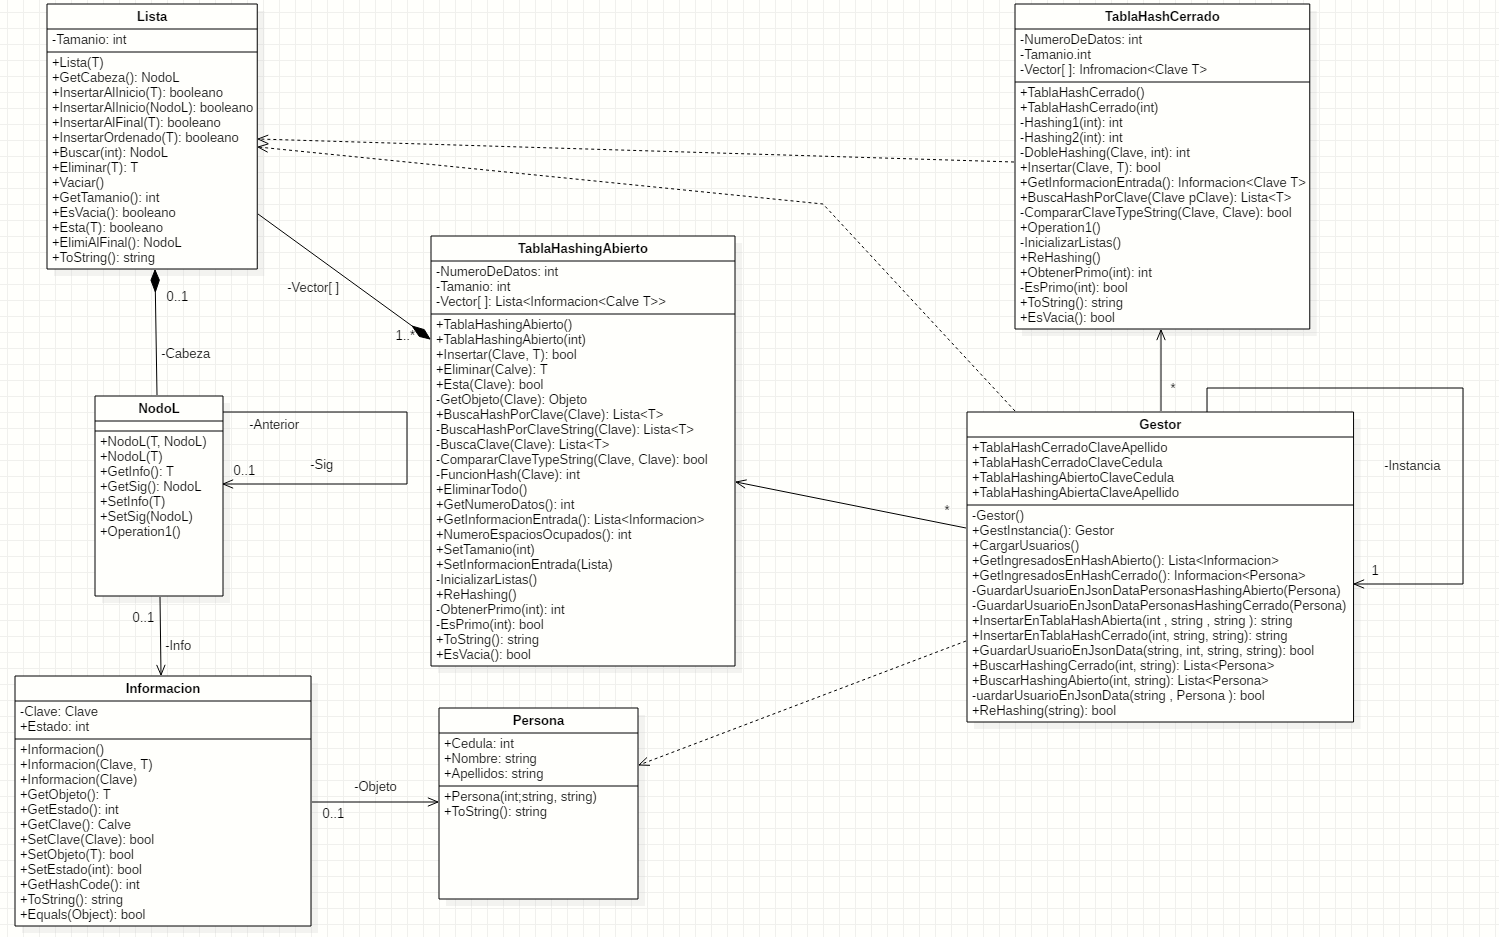 Lista
-Tamanio: int
+Lista(T)
+GetCabeza(): NodoL
+InsertarAlInicio(T): booleano
+InsertarAlInicio(NodoL): booleano
+InsertarAlFinal(T): booleano
+InsertarOrdenado(T): booleano
+Buscar(int): NodoL
+Eliminar(T): T
+Vaciar()
+GetTamanio(): int
+EsVacia(): booleano
+Esta(T): booleano
+ElimiAlFinal(): NodoL
+ToString(): string
0..1
-Cabeza
-Vector[ ]
1..*
NodoL
+NodoL(T, NodoL)
+NodoL(T)
+GetInfo(): T
+GetSig(): NodoL
+SetInfo(T)
+SetSig(NodoL)
+Operation1()
-Anterior
-Sig
0..1
0..1
-Info
Informacion
-Clave: Clave
+Estado: int
+Informacion()
+Informacion(Clave, T)
+Informacion(Clave)
+GetObjeto(): T
+GetEstado(): int
+GetClave(): Calve
+SetClave(Clave): bool
+SetObjeto(T): bool
+SetEstado(int): bool
+GetHashCode(): int
+ToString(): string
+Equals(Object): bool
-Objeto
0..1
TablaHashingAbierto
-NumeroDeDatos: int
-Tamanio: int
-Vector[ ]: Lista<Informacion<Calve T>>
+TablaHashingAbierto()
+TablaHashingAbierto(int)
+Insertar(Clave, T): bool
+Eliminar(Calve): T
+Esta(Clave): bool
-GetObjeto(Clave): Objeto
+BuscaHashPorClave(Clave): Lista<T>
-BuscaHashPorClaveString(Clave): Lista<T>
-BuscaClave(Clave): Lista<T>
-CompararClaveTypeString(Clave, Clave): bool
-FuncionHash(Clave): int
+EliminarTodo()
+GetNumeroDatos(): int
+GetInformacionEntrada(): Lista<Informacion>
+NumeroEspaciosOcupados(): int
+SetTamanio(int)
+SetInformacionEntrada(Lista)
-InicializarListas()
+ReHashing()
-ObtenerPrimo(int): int
-EsPrimo(int): bool
+ToString(): string
+EsVacia(): bool
Persona
+Cedula: int
+Nombre: string
+Apellidos: string
+Persona(int;string, string)
+ToString(): string
TablaHashCerrado
-NumeroDeDatos: int
-Tamanio.int
-Vector[ ]: Infromacion<Clave T>
+TablaHashCerrado()
+TablaHashCerrado(int)
-Hashing1(int): int
-Hashing2(int): int
-DobleHashing(Clave, int): int
+Insertar(Clave, T): bool
+GetInformacionEntrada(): Informacion<Clave T>
+BuscaHashPorClave(Clave pClave): Lista<T>
-CompararClaveTypeString(Clave, Clave): bool
+Operation1()
-InicializarListas()
+ReHashing()
+ObtenerPrimo(int): int
-EsPrimo(int): bool
+ToString(): string
+EsVacia(): bool
*
*
Gestor
+TablaHashCerradoClaveApellido
+TablaHashCerradoClaveCedula
+TablaHashingAbiertoClaveCedula
+TablaHashingAbiertaClaveApellido
-Gestor()
+GestInstancia(): Gestor
+CargarUsuarios()
+GetIngresadosEnHashAbierto(): Lista<Informacion>
+GetIngresadosEnHashCerrado(): Informacion<Persona>
-GuardarUsuarioEnJsonDataPersonasHashingAbierto(Persona)
-GuardarUsuarioEnJsonDataPersonasHashingCerrado(Persona)
+InsertarEnTablaHashAbierta(int , string , string ): string
+InsertarEnTablaHashCerrado(int, string, string): string
+GuardarUsuarioEnJsonData(string, int, string, string): bool
+BuscarHashingCerrado(int, string): Lista<Persona>
+BuscarHashingAbierto(int, string): Lista<Persona>
-uardarUsuarioEnJsonData(string , Persona ): bool
+ReHashing(string): bool
-Instancia
1